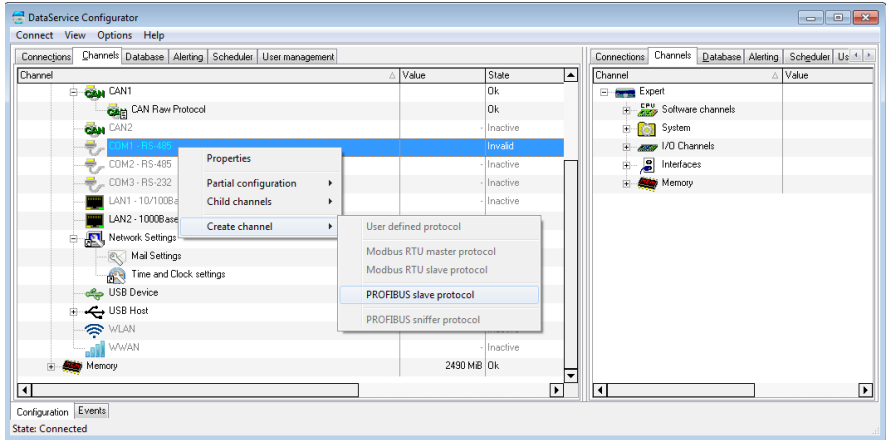 DataService Configurator
Connect View Options Help
Connections Channels Database Alerting Scheduler User management
Channel Value State
CAN1 Ok
CAN Raw Protocol Ok
CAN2 - Inactive
COM1 - RS-485 Invalid
COM2 - RS-485 - Inactive
COM3 - RS-232 - Inactive
LAN1 - 10/100Ba - Inactive
LAN2 - 1000Base
Network Settings
Mail Settings
Time and Clock settings
USB Device
USB Host
WLAN
WWAN - Inactive
Memory 2490 MiB Ok
Properties
Partial configuration
Child channels
Create channel
User defined protocol
Modbus RTU master protocol
Modbus RTU slave protocol
PROFIBUS slave protocol
PROFIBUS sniffer protocol
Connections Channels Database Alerting Scheduler Us
Channel Value
Expert
CPU
Software channels
System
I/O Channels
Interfaces
Memory
Configuration Events
State: Connected